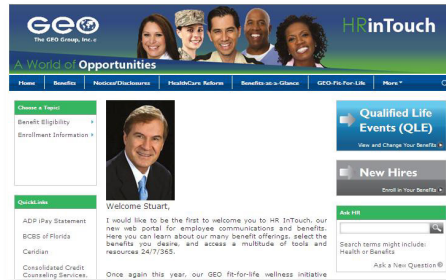 GEO
The GEO Group, Inc.
HRinTouch
A World of Opportunities
Home Benefits Notices/Disclosures HealthCare Reform Benefits-at-a-Glance GEO-Fit-For-Life More
Choose a Topic:
Benefit Eligibility
Enrollment Information
QuickLinks
ADP iPay Statement
BCBS of Florida
Ceridian
Consolidated Credit
Counseling Services,
Welcome Stuart,
I would like to be the first to welcome you to HR InTouch, our
new web portal for employee communications and benefits.
Here you can learn about our many benefit offerings, select the
benefits you desire, and access a multitude of tools and
resources 24/7/365.
Once again this year, our GEO fit-for-life wellness initiative
Qualified Life
Events (QLE)
View and Change Your Benefits
New Hires
Enroll in Your Benefits
Ask HR
Search terms might include:
Health or Benefits
Ask a New Question